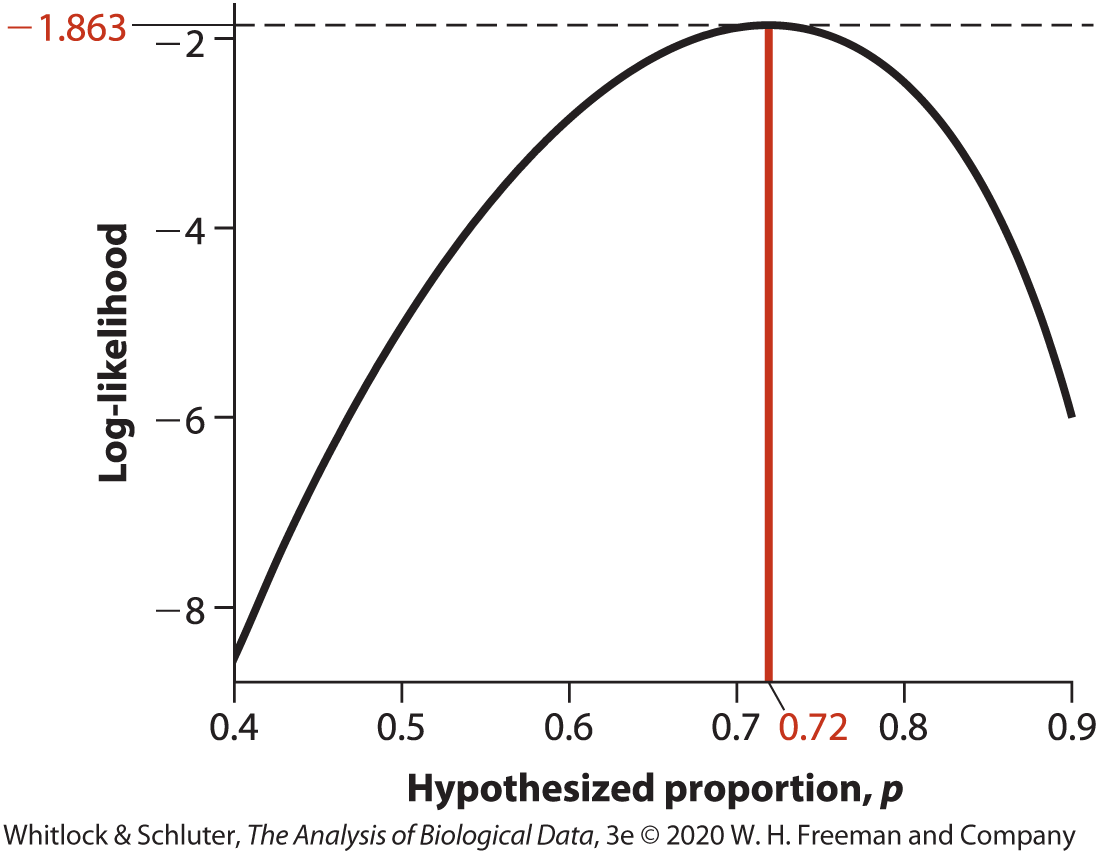 −1.863
−2
−4
−6
−8
Log-likelihood
0.4 0.5 0.6 0.7 0.72 0.8 0.9
Hypothesized proportion, p
Whitlock & Schluter, The Analysis of Biological Data, 3e © 2020 W. H. Freeman and Company